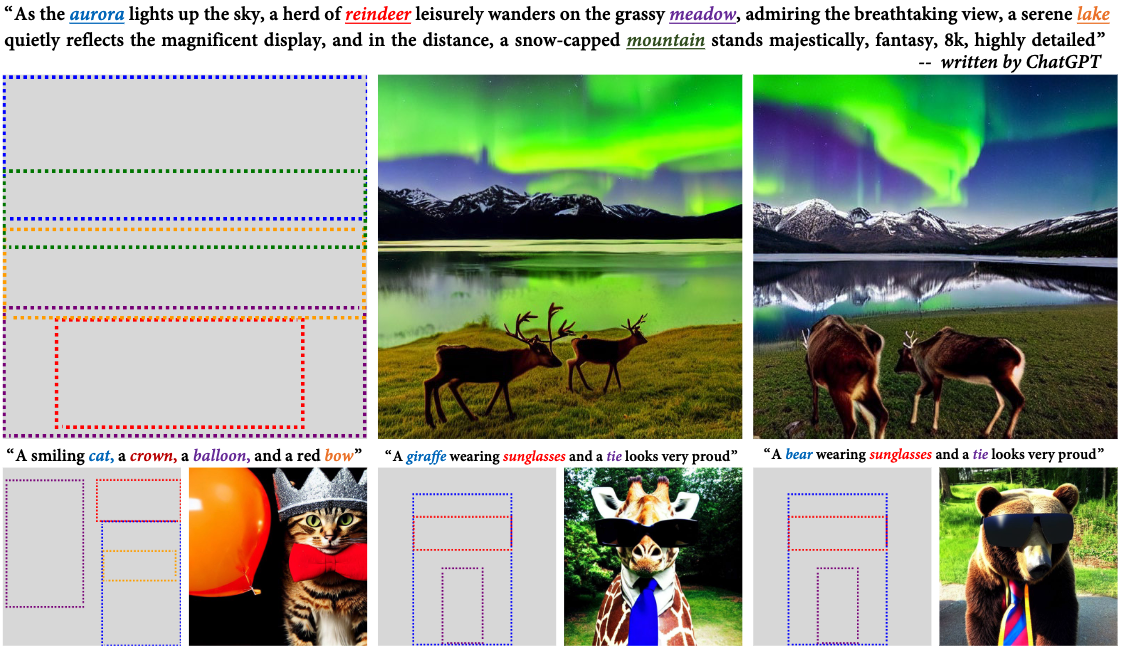 “As the aurora lights up the sky, a herd of reindeer leisurely wanders on the grassy meadow, admiring the breathtaking view, a serene lake
quietly reflects the magnificent display, and in the distance, a snow-capped mountain stands majestically, fantasy, 8k, highly detailed”
-- written by ChatGPT
“A smiling cat, a crown, a balloon, and a red bow”
“A giraffe wearing sunglasses and a tie looks very proud”
“A bear wearing sunglasses and a tie looks very proud”